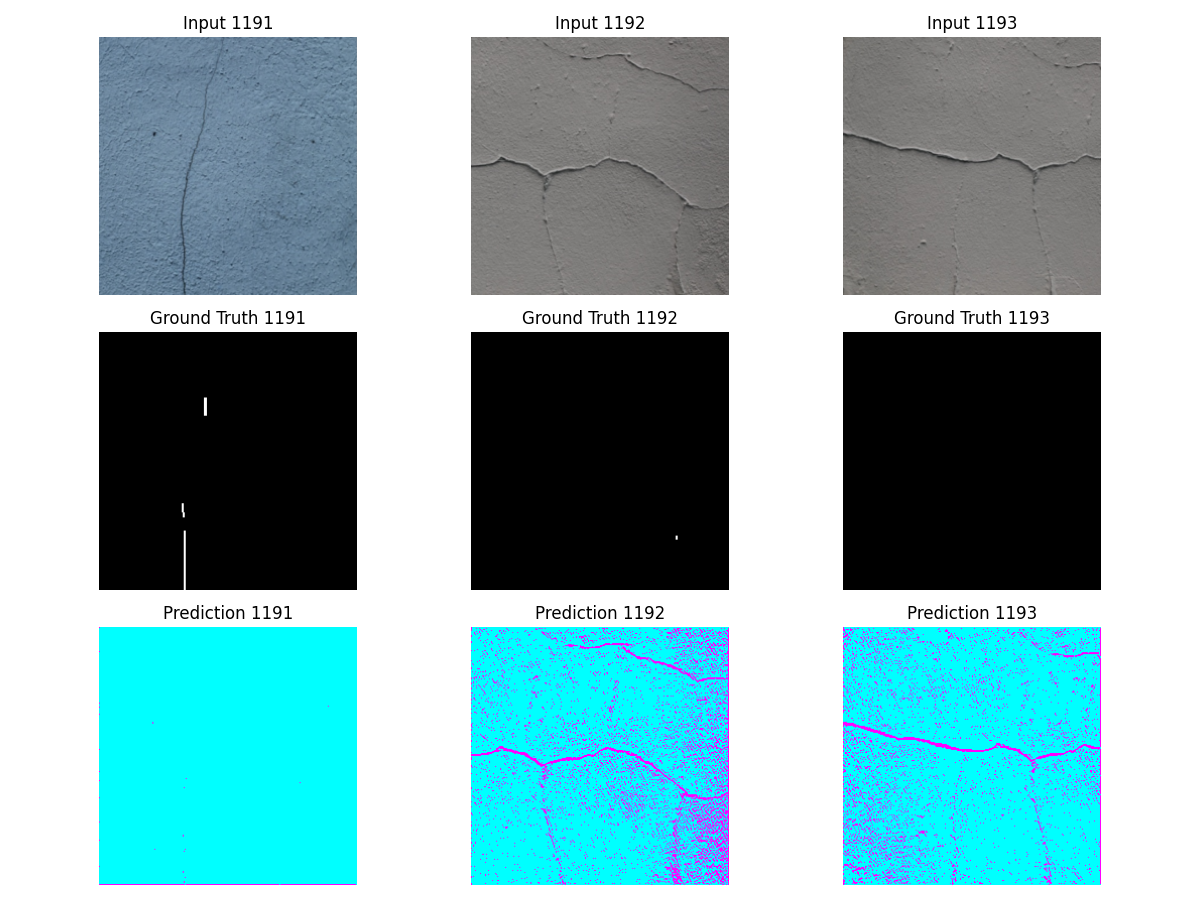 Input 1191
Input 1192
Input 1193
Ground Truth 1191
Ground Truth 1192
Ground Truth 1193
Prediction 1191
Prediction 1192
Prediction 1193